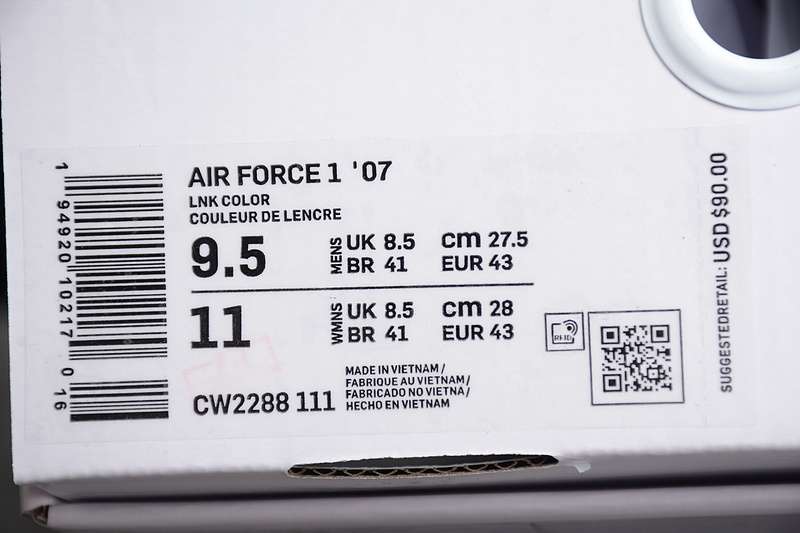 AIR FORCE 1 '07
LNK COLOR
COULEUR DE LENCRE
9.5 MENS UK 8.5 cm 27.5
BR 41 EUR 43
11 WMNS UK 8.5 cm 28
BR 41 EUR 43
CW2288 111
MADE IN VIETNAM /
FABRIQUE AU VIETNAM /
FABRICADO NO VIETNA /
HECHO EN VIETNAM
RFID
SUGGESTEDRETAIL: USD $90.00
1 94920 10217 0
16